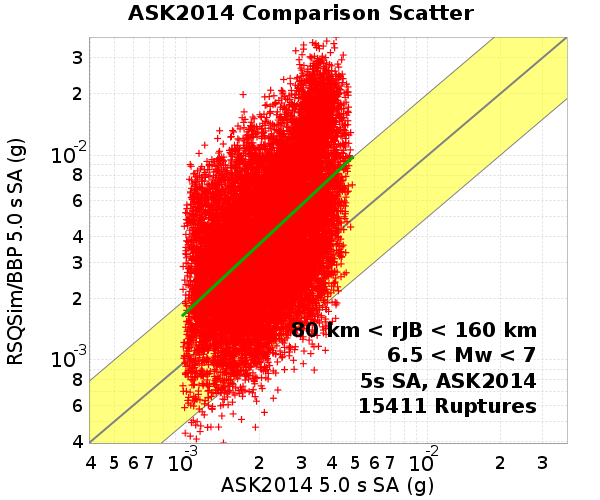 ASK2014 Comparison Scatter
RSQSim/BBP 5.0 s SA (g)
3
2
10-2
8
6
4
3
2
10-3
8
6
4
80 km < rJB < 160 km
6.5 < Mw < 7
5s SA, ASK2014
15411 Ruptures
4 5 6 7 10-3 2 3 4 5 6 7 10-2 2 3
ASK2014 5.0 s SA (g)